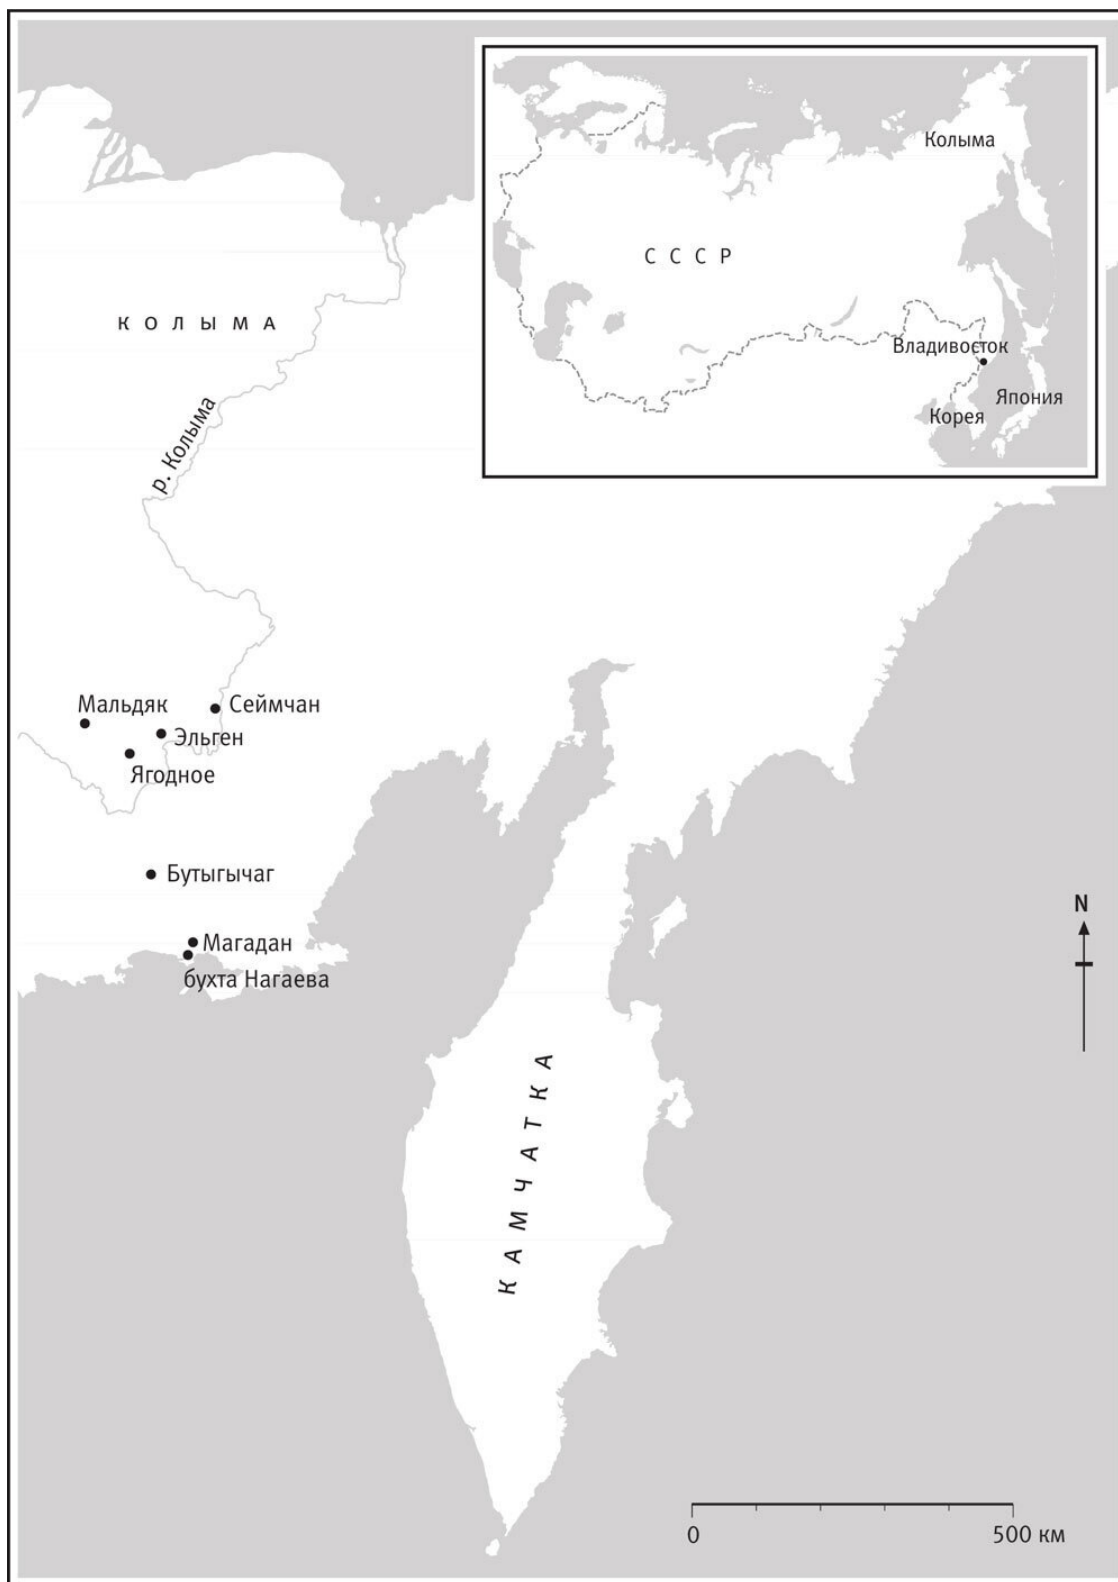 Колыма
СССР
Владивосток
Япония
Корея
КОЛЫМА
р. Колыма
Мальдяк
Сеймчан
Эльген
Ягодное
Бутыгычаг
Магадан
бухта Нагаева
N
КАМЧАТКА
0 500 км